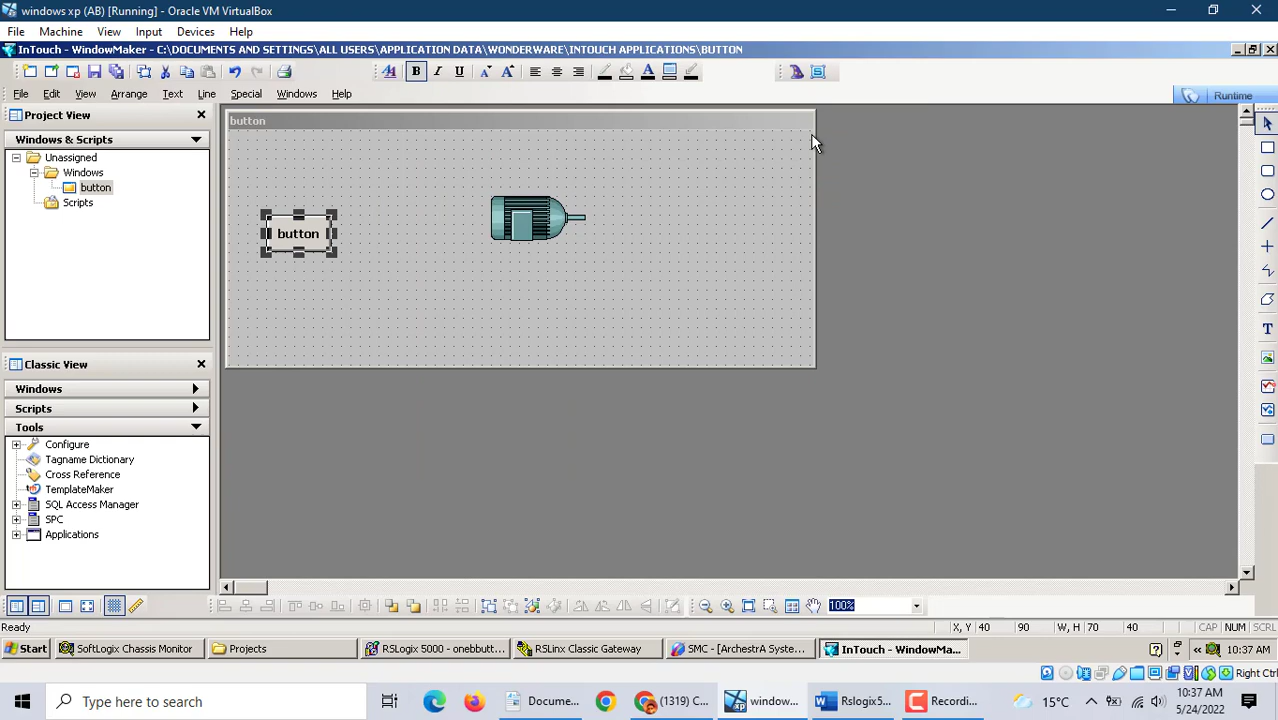 windows xp (AB) [Running] - Oracle VM VirtualBox
File Machine View Input Devices Help
InTouch - WindowMaker - C:\DOCUMENTS AND SETTINGS\ALL USERS\APPLICATION DATA\WONDERWARE\INTOUCH APPLICATIONS\BUTTON
B I U A A A
File Edit View Arrange Text Line Special Windows Help
Runtime
Project View
Windows & Scripts
Unassigned
Windows
button
Scripts
button
button
T
Classic View
Windows
Scripts
Tools
Configure
Tagname Dictionary
Cross Reference
TemplateMaker
SQL Access Manager
SPC
Applications
100%
Ready
X, Y 40 90 W, H 70 40 CAP NUM SCRL
Start SoftLogix Chassis Monitor Projects RSLogix 5000 - onebutt... RSLinx Classic Gateway SMC - [ArchestrA Syste... InTouch - WindowMa... 10:37 AM
Right Ctrl
Type here to search
Docume...
(1319) C...
xp
window...
Rslogix5...
Recordi...
15°C
10:37 AM
5/24/2022